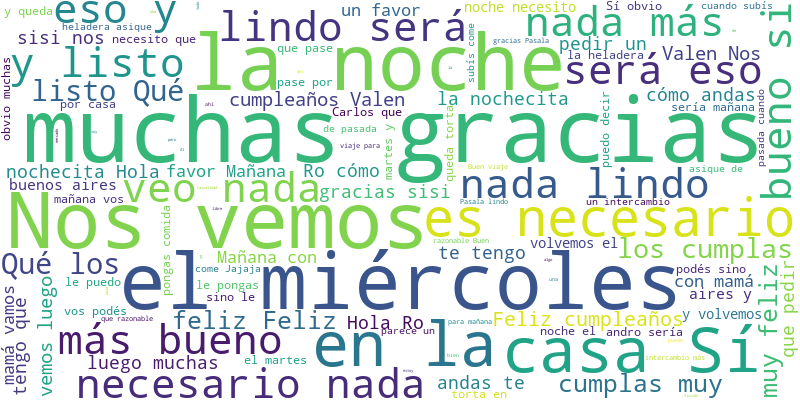 y queda
eso y
heladera asique
lindo será
un favor
noche necesito
Sí obvio
cuando subís
nada más
sisi nos
necesito que
la noche
que pase
gracias Pasala
subís come
pedir un
la heladera
Valen Nos
y listo
listo Qué
pase por
será eso
bueno si
obvio muchas
por casa
cumpleaños Valen
la nochecita
cómo andas
sería mañana
muchas gracias
Carlos que
ahí
de pasada
viaje para
martes y
queda torta
puedo decir
pasada cuando
nochecita Hola
favor Mañana
Ro cómo
Buen viaje
asique de
buenos aires
veo nada
gracias sisi
nada lindo
mañana vos
Pasala lindo
un intercambio
Nos vemos
es necesario
pongas comida
razonable Buen
volvemos el
los cumplas
Qué los
Mañana con
te tengo
come Jajaja
el miércoles
podés sino
con mamá
le puedo
le pongas
sino le
aires y
vos podés
mamá vamos
tengo que
vemos luego
feliz Feliz
Hola Ro
para mañana
Feliz cumpleaños
y volvemos
muy feliz
que pedir
que razonable
más bueno
parece un
en la
noche el
andro sería
casa Sí
luego muchas
el martes
bien
intercambio más
necesario nada
andas te
cumplas muy
torta en